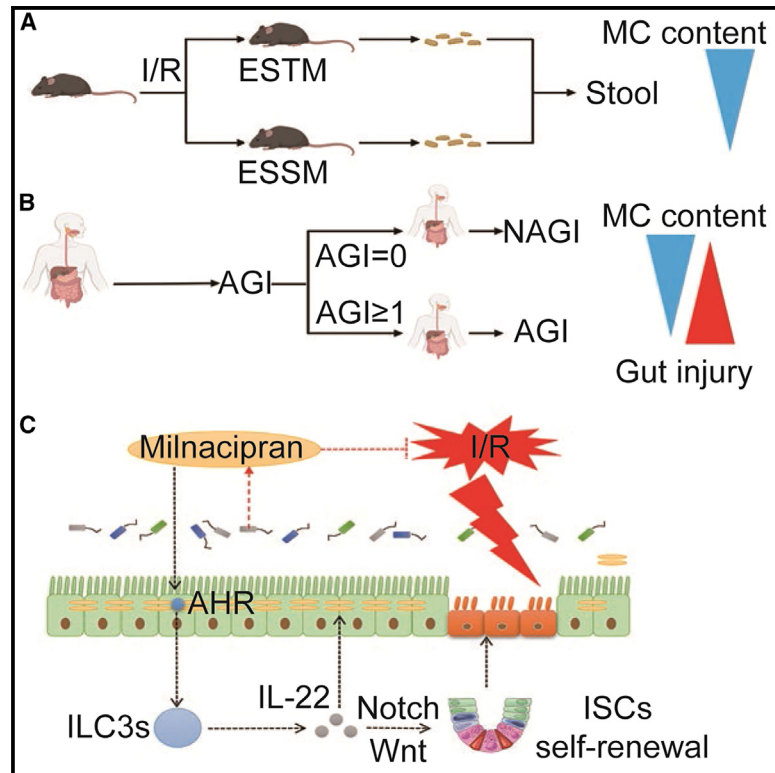 A
I/R
ESTM
ESSM
Stool
MC content
B
AGI
AGI=0
AGI≥1
NAGI
AGI
MC content
Gut injury
C
Milnacipran
I/R
AHR
ILC3s
IL-22
Notch
Wnt
ISCs
self-renewal